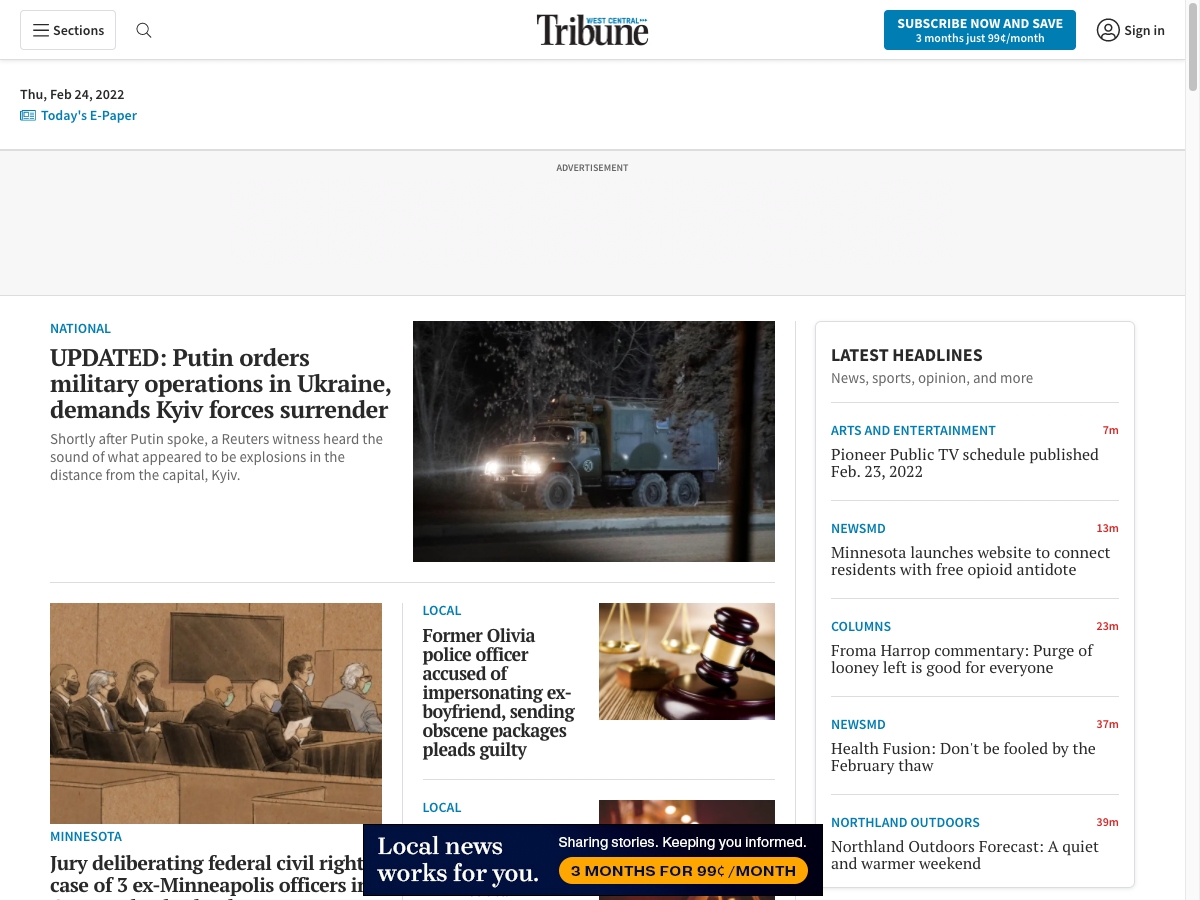 Sections
WEST CENTRAL
Tribune
SUBSCRIBE NOW AND SAVE
3 months just 99¢/month
Sign in
Thu, Feb 24, 2022
Today's E-Paper
ADVERTISEMENT
NATIONAL
UPDATED: Putin orders
military operations in Ukraine,
demands Kyiv forces surrender
Shortly after Putin spoke, a Reuters witness heard the
sound of what appeared to be explosions in the
distance from the capital, Kyiv.
MINNESOTA
Jury deliberating federal civil right
case of 3 ex-Minneapolis officers in
LOCAL
Former Olivia
police officer
accused of
impersonating ex-
boyfriend, sending
obscene packages
pleads guilty
LOCAL
LATEST HEADLINES
News, sports, opinion, and more
ARTS AND ENTERTAINMENT 7m
Pioneer Public TV schedule published
Feb. 23, 2022
NEWSMD 13m
Minnesota launches website to connect
residents with free opioid antidote
COLUMNS 23m
Froma Harrop commentary: Purge of
looney left is good for everyone
NEWSMD 37m
Health Fusion: Don't be fooled by the
February thaw
NORTHLAND OUTDOORS 39m
Northland Outdoors Forecast: A quiet
and warmer weekend
Local news
works for you.
Sharing stories. Keeping you informed.
3 MONTHS FOR 99¢ /MONTH